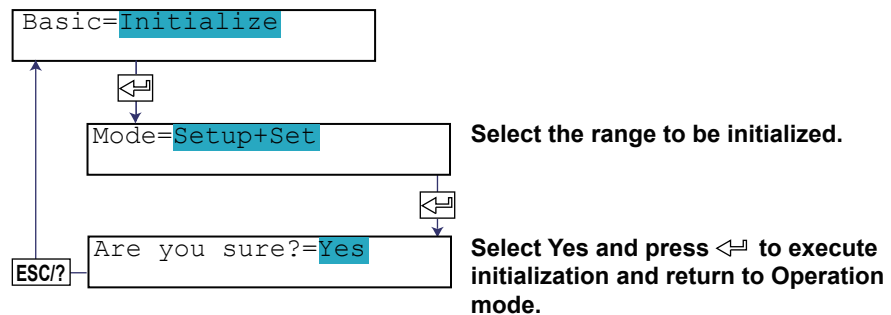 Basic=Initialize
Mode=Setup+Set
Select the range to be initialized.
Are you sure?=Yes
ESC/?
Select Yes and press to execute
initialization and return to Operation
mode.